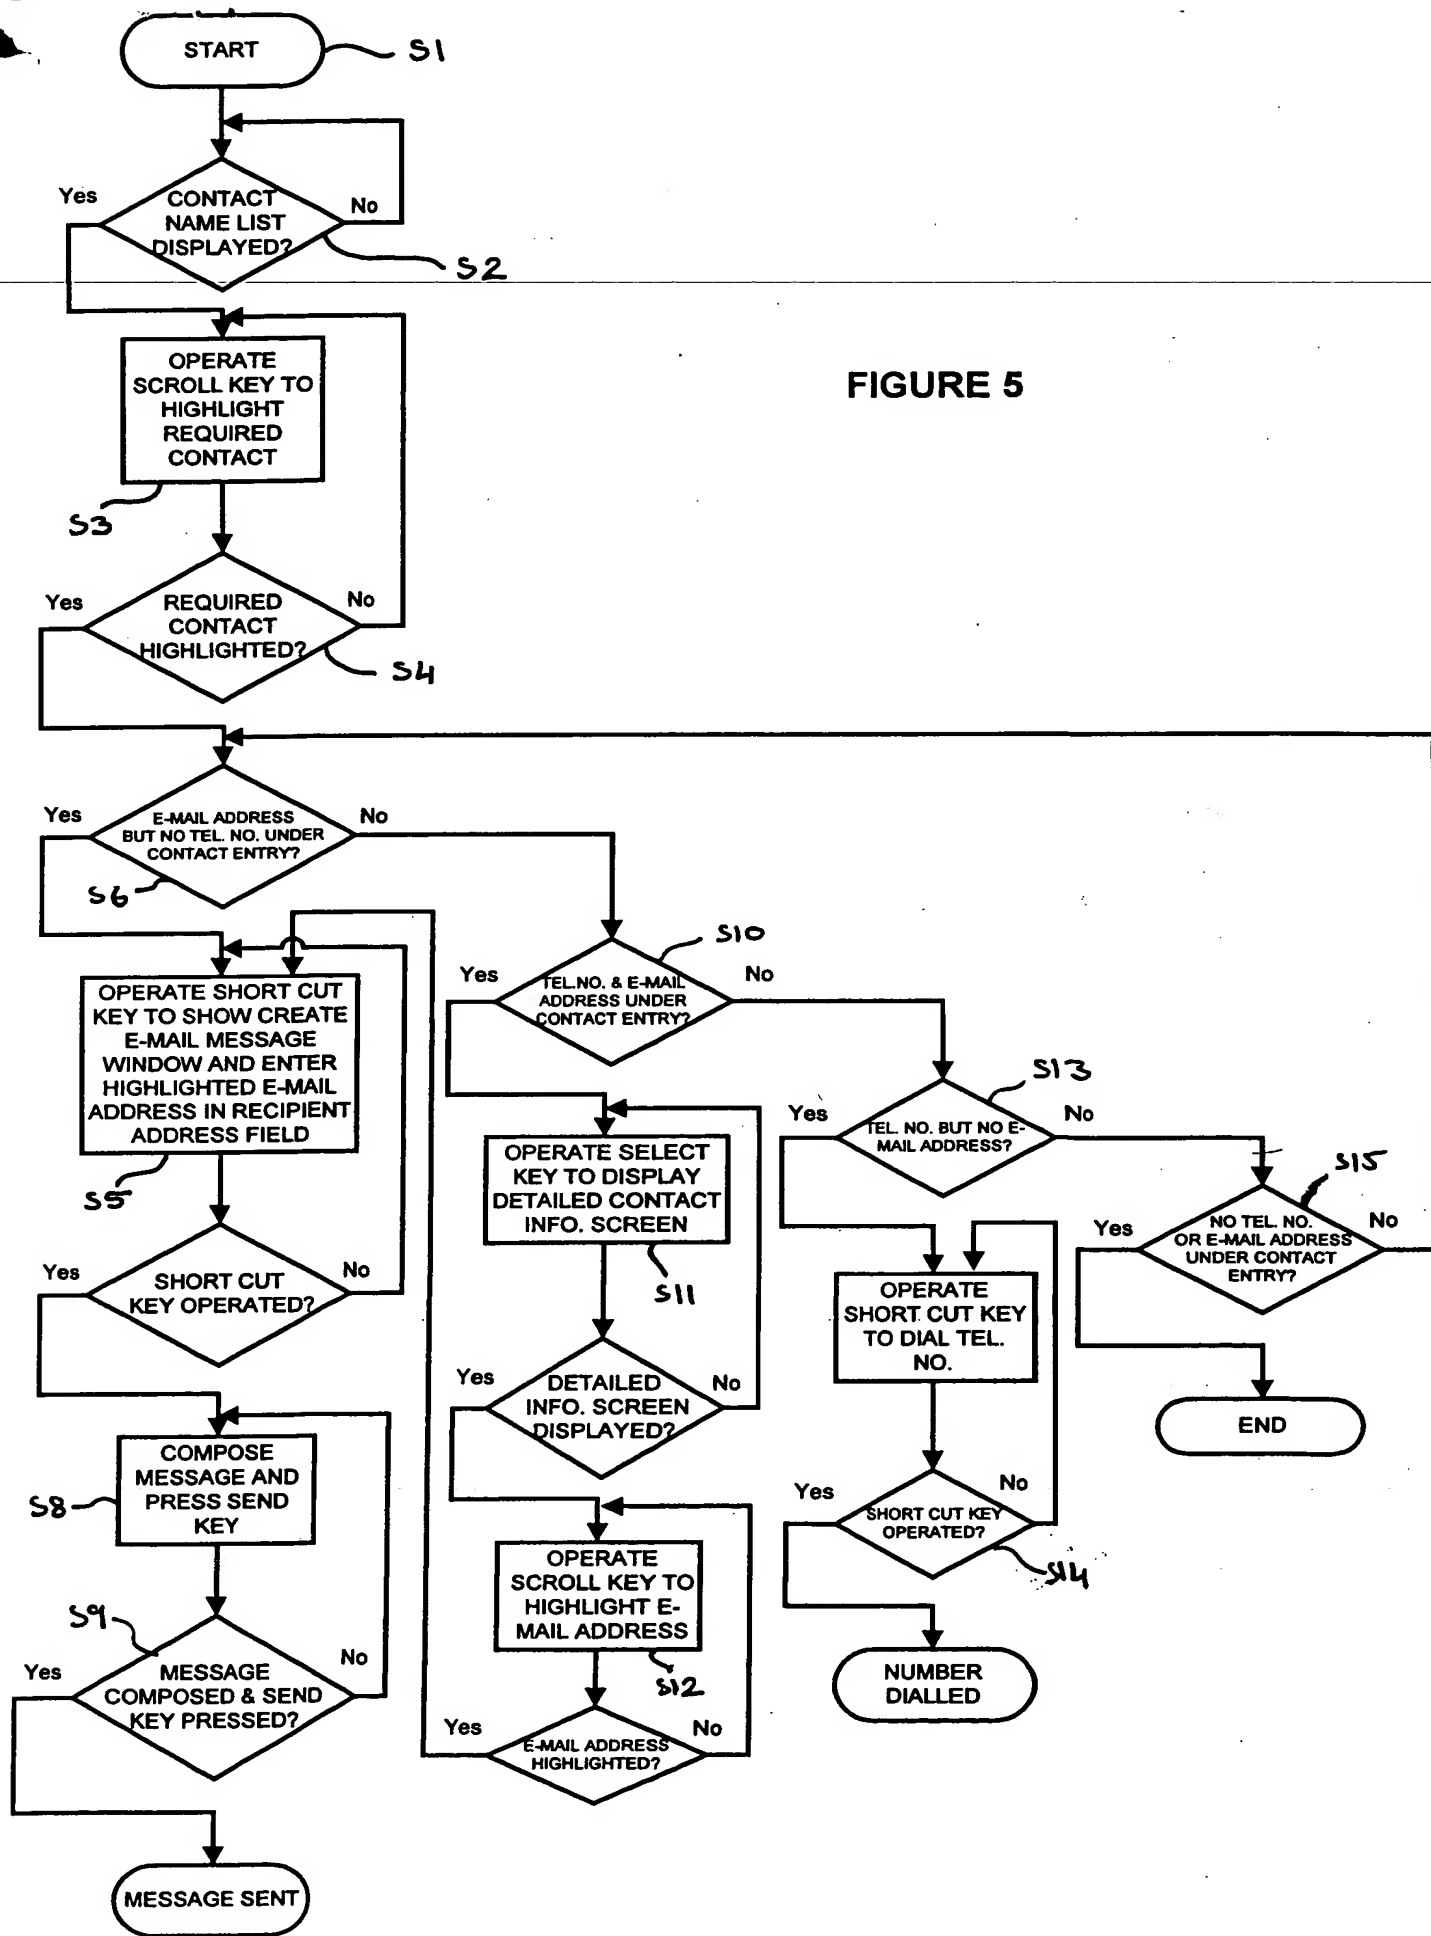 START
S1
Yes
CONTACT
NAME LIST
DISPLAYED?
No
S2
OPERATE
SCROLL KEY TO
HIGHLIGHT
REQUIRED
CONTACT
S3
FIGURE 5
Yes
REQUIRED
CONTACT
HIGHLIGHTED?
No
S4
Yes
E-MAIL ADDRESS
BUT NO TEL. NO. UNDER
CONTACT ENTRY?
No
S6
OPERATE SHORT CUT
KEY TO SHOW CREATE
E-MAIL MESSAGE
WINDOW AND ENTER
HIGHLIGHTED E-MAIL
ADDRESS IN RECIPIENT
ADDRESS FIELD
S5
Yes
SHORT CUT
KEY OPERATED?
No
COMPOSE
MESSAGE AND
PRESS SEND
KEY
S8
S9
Yes
MESSAGE
COMPOSED & SEND
KEY PRESSED?
No
MESSAGE SENT
S10
Yes
TEL.NO. & E-MAIL
ADDRESS UNDER
CONTACT ENTRY?
No
OPERATE SELECT
KEY TO DISPLAY
DETAILED CONTACT
INFO. SCREEN
S11
Yes
DETAILED
INFO. SCREEN
DISPLAYED?
No
OPERATE
SCROLL KEY TO
HIGHLIGHT E-
MAIL ADDRESS
S12
Yes
E-MAIL ADDRESS
HIGHLIGHTED?
No
S13
Yes
TEL. NO. BUT NO E-
MAIL ADDRESS?
No
OPERATE
SHORT CUT KEY
TO DIAL TEL.
NO.
Yes
SHORT CUT KEY
OPERATED?
No
S14
NUMBER
DIALLED
S15
Yes
NO TEL. NO.
OR E-MAIL ADDRESS
UNDER CONTACT
ENTRY?
No
END